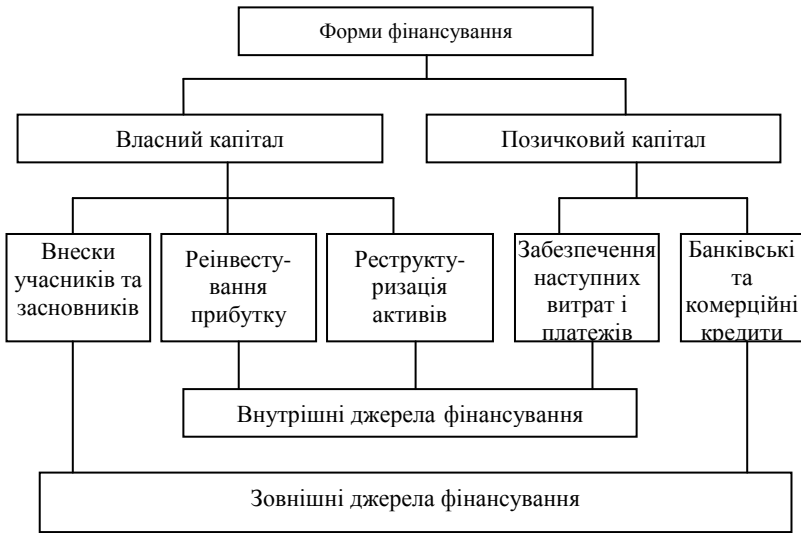 Форми фінансування
Власний капітал
Позичковий капітал
Внески
учасників та
засновників
Реінвесту-
вання
прибутку
Реструкту-
ризація
активів
Забезпечення
наступних
витрат і
платежів
Банківські
та
комерційні
кредити
Внутрішні джерела фінансування
Зовнішні джерела фінансування